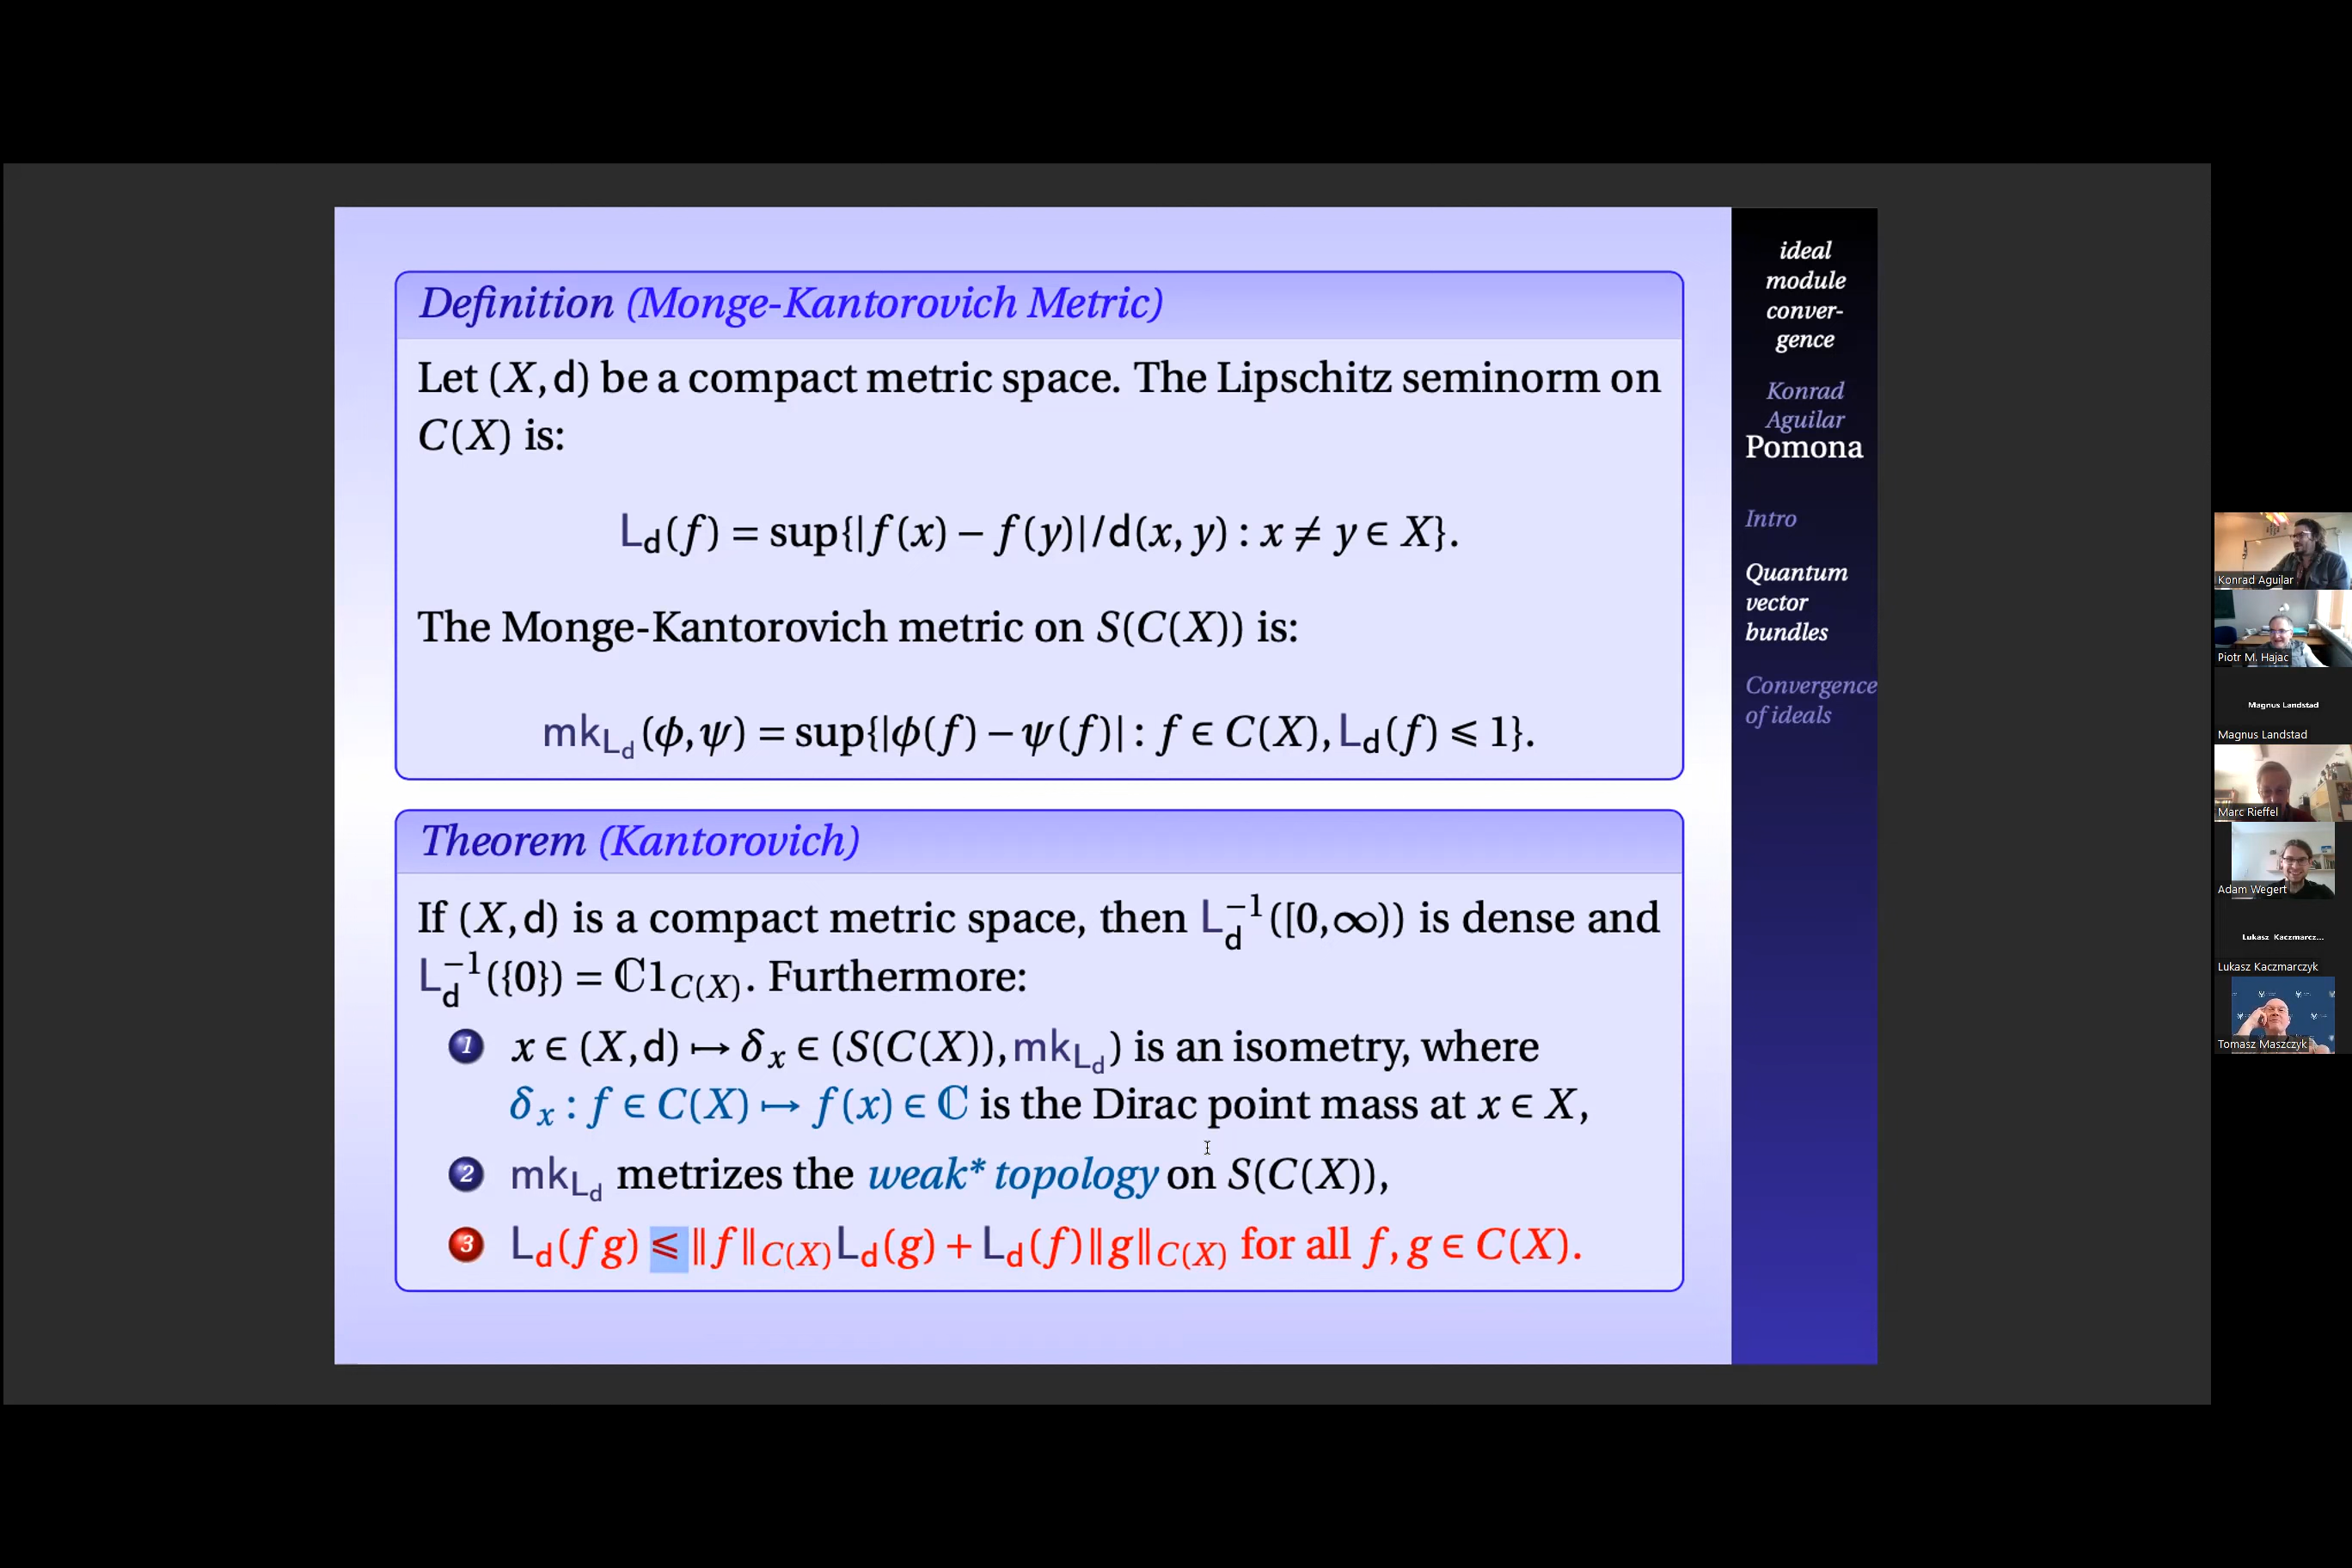 Definition (Monge-Kantorovich Metric)
Let (X,d) be a compact metric space. The Lipschitz seminorm on
C(X) is:
L_d(f) = sup{|f(x) − f(y)|/d(x, y) : x ≠ y ∈ X}.
The Monge-Kantorovich metric on S(C(X)) is:
mk_{L_d}(ϕ,ψ) = sup{|ϕ(f) − ψ(f)| : f ∈ C(X), L_d(f) ⩽ 1}.
Theorem (Kantorovich)
If (X,d) is a compact metric space, then L_d^{−1}([0,∞)) is dense and
L_d^{−1}({0}) = ℂ1_{C(X)}. Furthermore:
1 x ∈ (X,d) ↦ δ_x ∈ (S(C(X)), mk_{L_d}) is an isometry, where
δ_x : f ∈ C(X) ↦ f(x) ∈ ℂ is the Dirac point mass at x ∈ X,
2 mk_{L_d} metrizes the weak* topology on S(C(X)),
3 L_d(fg) ⩽ ‖f‖_{C(X)}L_d(g) + L_d(f)‖g‖_{C(X)} for all f, g ∈ C(X).
ideal
module
conver-
gence
Konrad
Aguilar
Pomona
Intro
Quantum
vector
bundles
Convergence
of ideals
Konrad Aguilar
Piotr M. Hajac
Magnus Landstad
Magnus Landstad
Marc Rieffel
Adam Wegert
Lukasz Kaczmarcz...
Lukasz Kaczmarczyk
Tomasz Maszczyk